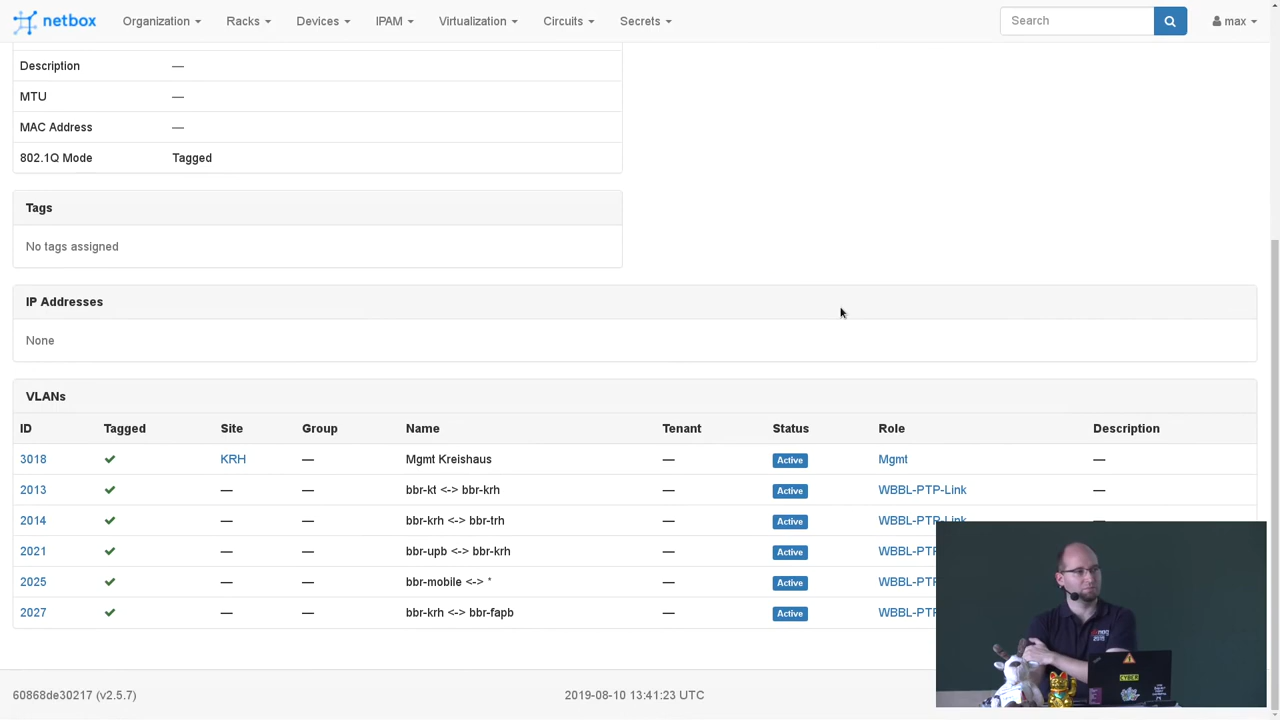 netbox Organization Racks Devices IPAM Virtualization Circuits Secrets Search max
Description —
MTU —
MAC Address —
802.1Q Mode Tagged
Tags
No tags assigned
IP Addresses
None
VLANs
ID Tagged Site Group Name Tenant Status Role Description
3018 KRH — Mgmt Kreishaus — Active Mgmt —
2013 — — bbr-kt <-> bbr-krh — Active WBBL-PTP-Link —
2014 — — bbr-krh <-> bbr-trh — Active WBBL-PTP-Link —
2021 — — bbr-upb <-> bbr-krh — Active WBBL-PTP
2025 — — bbr-mobile <-> * — Active WBBL-PTP
2027 — — bbr-krh <-> bbr-fapb — Active WBBL-PTP
CYBER
60868de30217 (v2.5.7) 2019-08-10 13:41:23 UTC